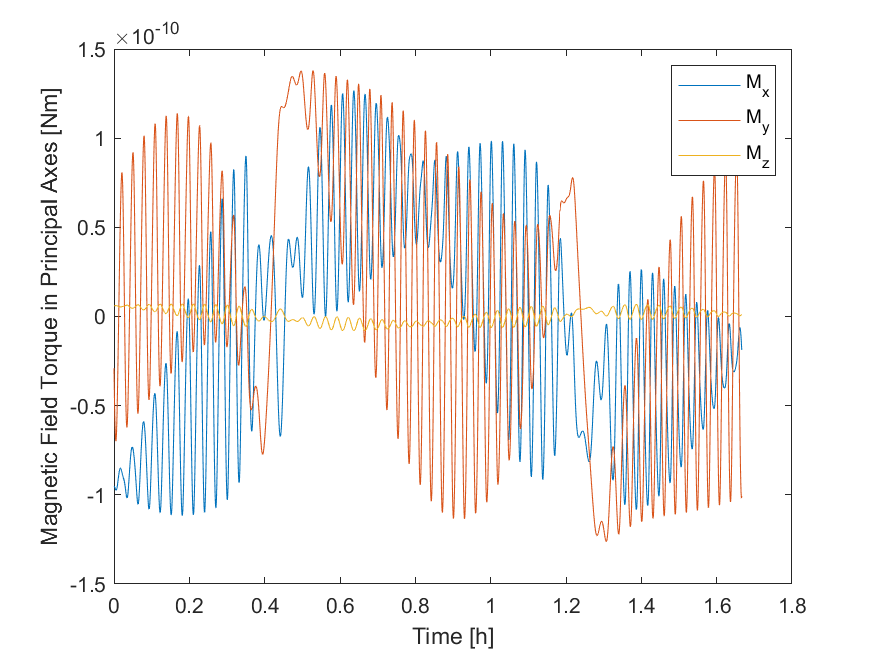 ×10^-10
Magnetic Field Torque in Principal Axes [Nm]
1.5
1
0.5
0
-0.5
-1
-1.5
M_x
M_y
M_z
0 0.2 0.4 0.6 0.8 1 1.2 1.4 1.6 1.8
Time [h]